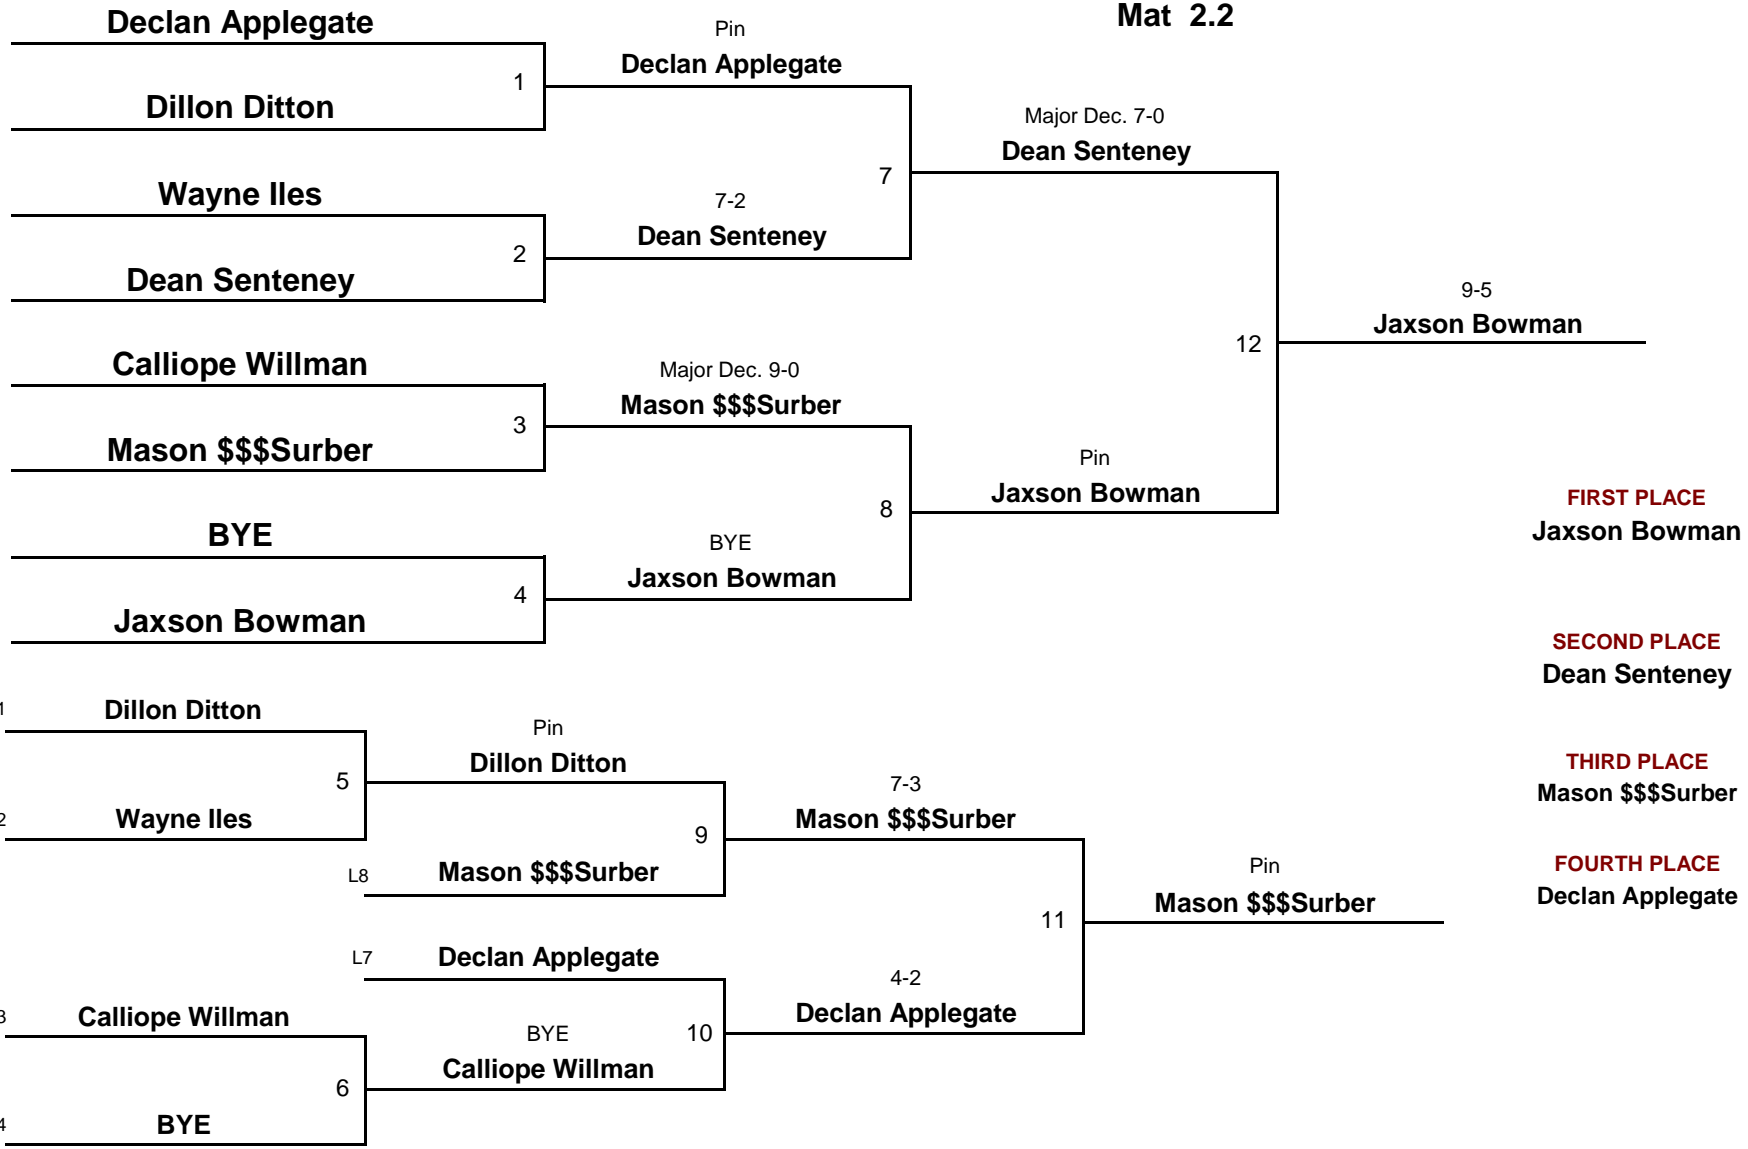 Mat 2.2
Declan Applegate
Pin
Declan Applegate
1
Dillon Ditton
Major Dec. 7-0
Dean Senteney
Wayne Iles
7
7-2
Dean Senteney
2
Dean Senteney
9-5
Jaxson Bowman
12
Calliope Willman
Major Dec. 9-0
Mason $$$Surber
3
Mason $$$Surber
Pin
Jaxson Bowman
8
BYE
BYE
Jaxson Bowman
4
Jaxson Bowman
FIRST PLACE
Jaxson Bowman
SECOND PLACE
Dean Senteney
THIRD PLACE
Mason $$$Surber
FOURTH PLACE
Declan Applegate
1
Dillon Ditton
Pin
Dillon Ditton
5
2
Wayne Iles
7-3
Mason $$$Surber
9
L8
Mason $$$Surber
Pin
Mason $$$Surber
11
L7
Declan Applegate
4-2
Declan Applegate
3
Calliope Willman
BYE
10
Calliope Willman
6
4
BYE